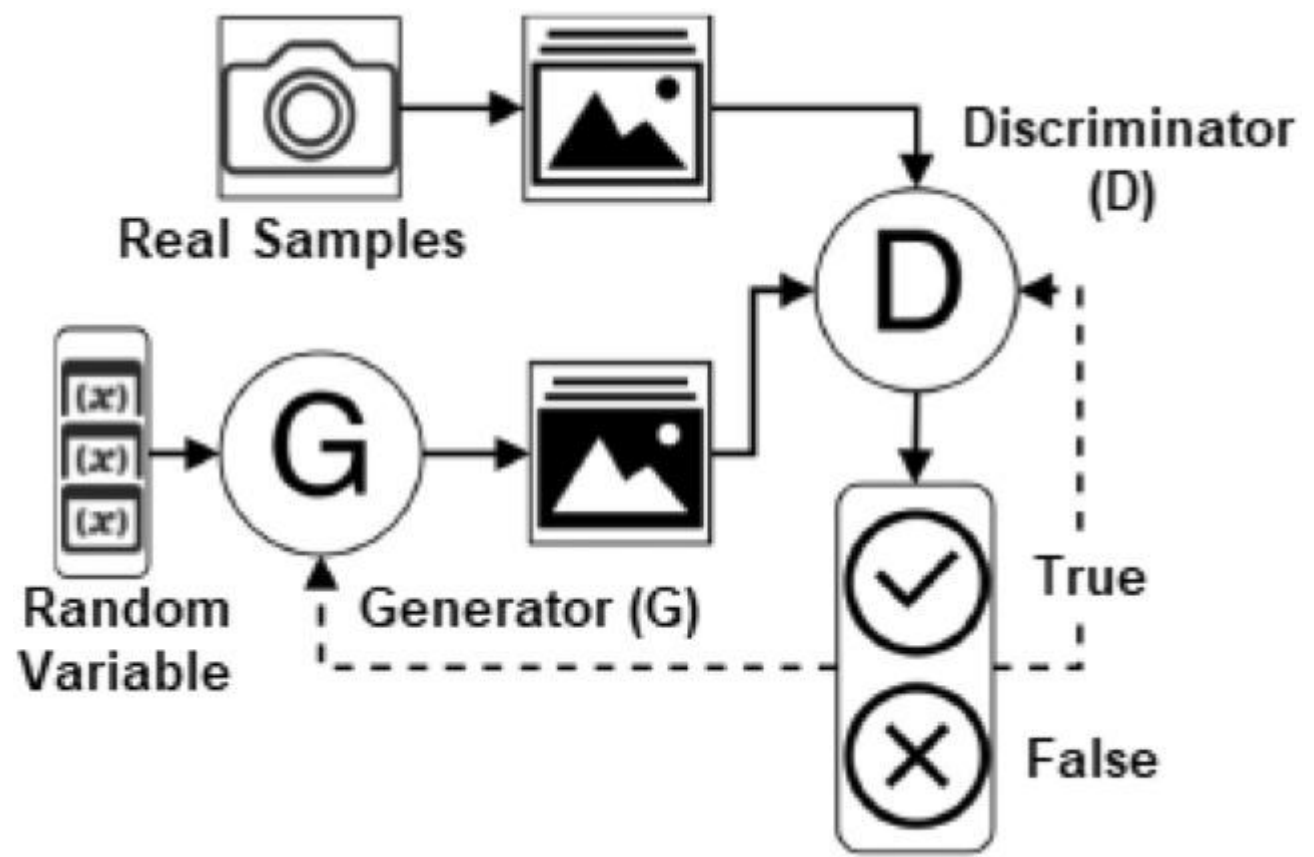 Discriminator
(D)
D
Real Samples
(x)
(x)
(x)
G
Random
Variable
Generator (G)
True
False